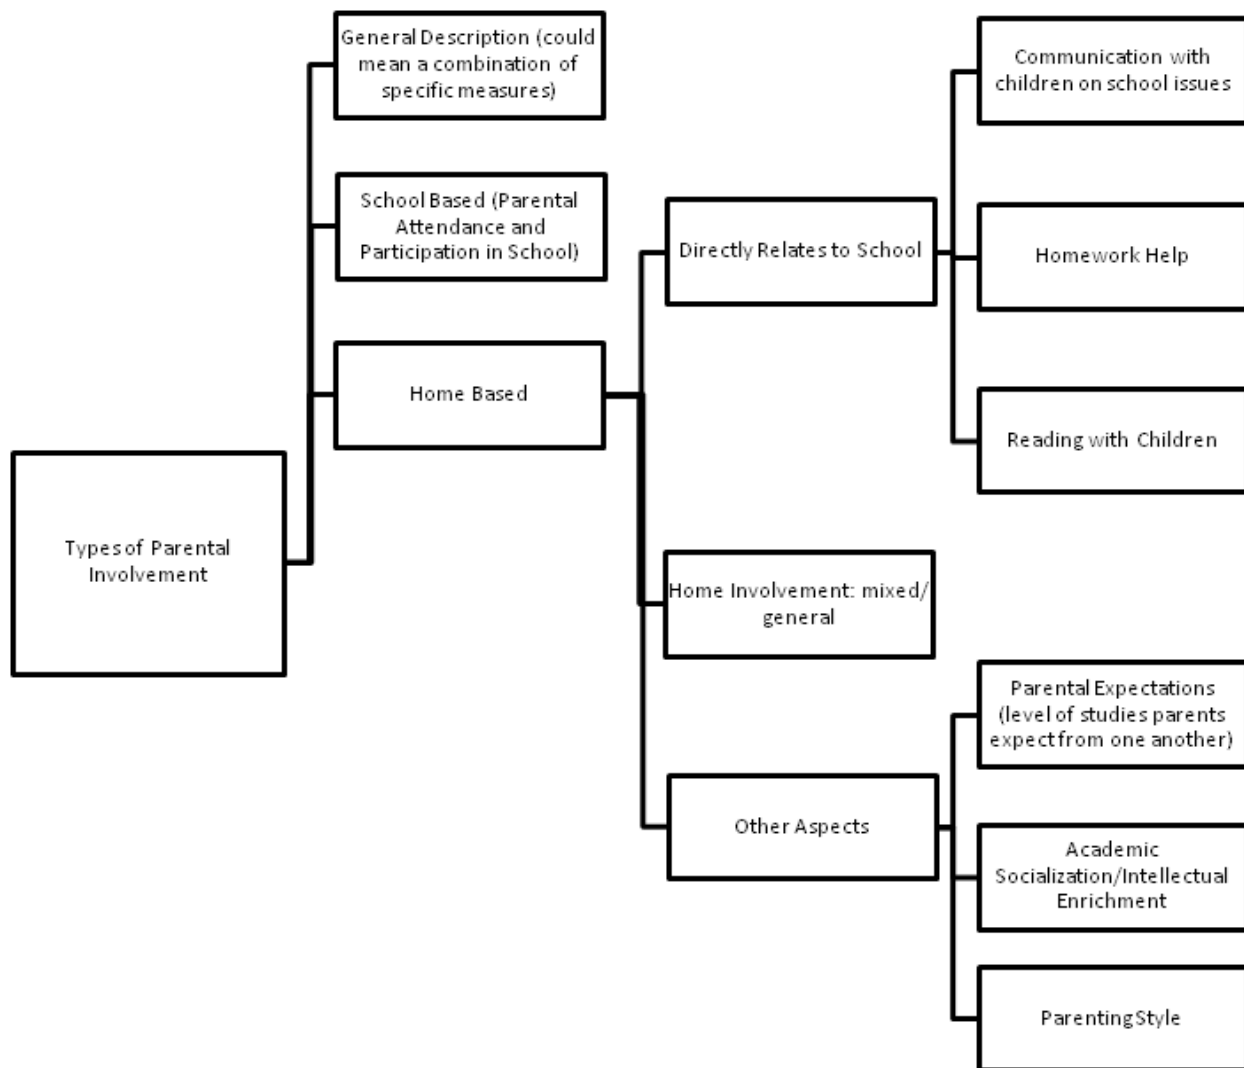 General Description (could
mean a combination of
specific measures)
School Based (Parental
Attendance and
Participation in School)
Home Based
Types of Parental
Involvement
Directly Relates to School
Home Involvement: mixed/
general
Other Aspects
Communication with
children on school issues
Homework Help
Reading with Children
Parental Expectations
(level of studies parents
expect from one another)
Academic
Socialization/Intellectual
Enrichment
Parenting Style